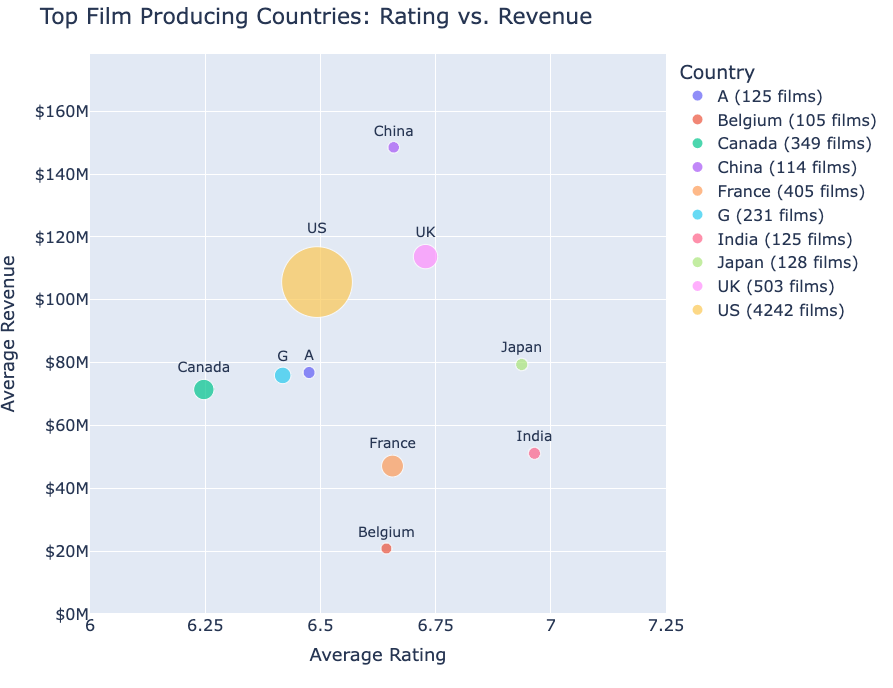 Top Film Producing Countries: Rating vs. Revenue
Average Revenue
$160M
$140M
$120M
$100M
$80M
$60M
$40M
$20M
$0M
China
US
UK
Japan
G
A
Canada
India
France
Belgium
6
6.25
6.5
6.75
7
7.25
Average Rating
Country
A (125 films)
Belgium (105 films)
Canada (349 films)
China (114 films)
France (405 films)
G (231 films)
India (125 films)
Japan (128 films)
UK (503 films)
US (4242 films)